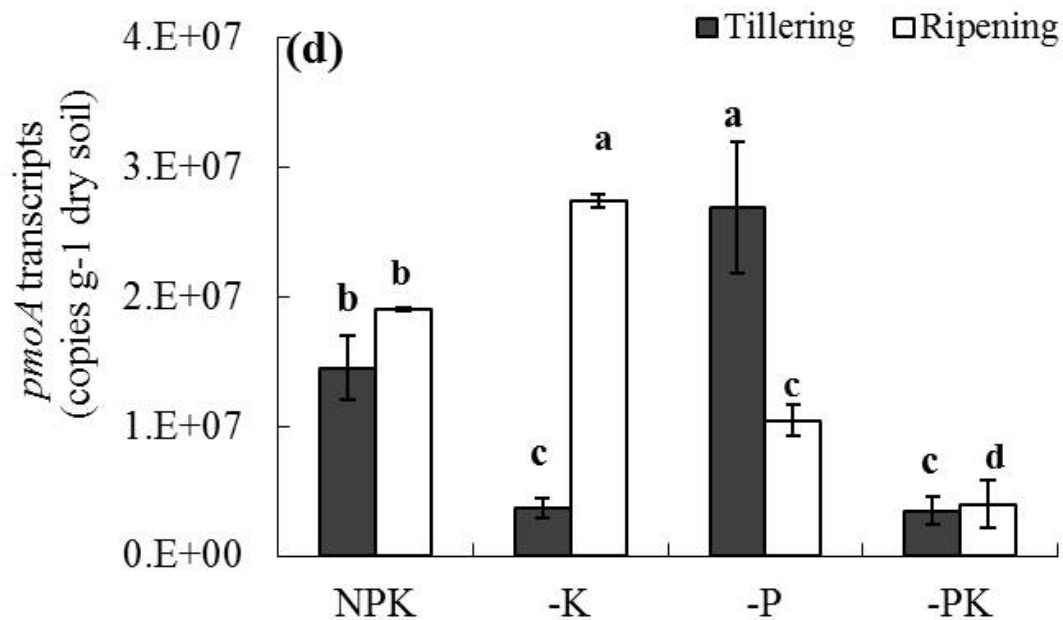 (d)
Tillering Ripening
4.E+07
3.E+07
2.E+07
1.E+07
0.E+00
pmoA transcripts
(copies g-1 dry soil)
b b
c a
a c
c d
NPK -K -P -PK